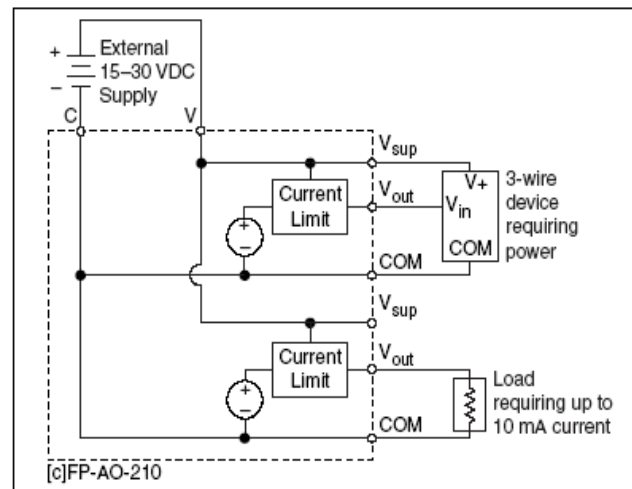 + External
15–30 VDC
− Supply
C V
Vsup
V+
3-wire
device
requiring
power
Current
Limit
Vout
Vin
+
−
COM
COM
Vsup
Current
Limit
Vout
+
−
Load
requiring up to
10 mA current
COM
[c]FP-AO-210